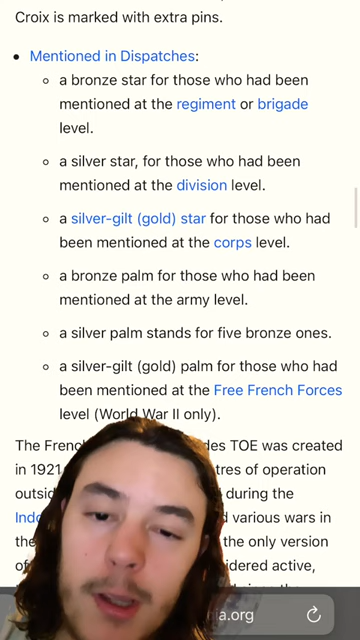 Croix is marked with extra pins.
• Mentioned in Dispatches:
◦ a bronze star for those who had been
mentioned at the regiment or brigade
level.
◦ a silver star, for those who had been
mentioned at the division level.
◦ a silver-gilt (gold) star for those who had
been mentioned at the corps level.
◦ a bronze palm for those who had been
mentioned at the army level.
◦ a silver palm stands for five bronze ones.
◦ a silver-gilt (gold) palm for those who had
been mentioned at the Free French Forces
level (World War II only).
The des TOE was created
in 1921 of operation
during the
various wars in
the the only version
of active,
.org